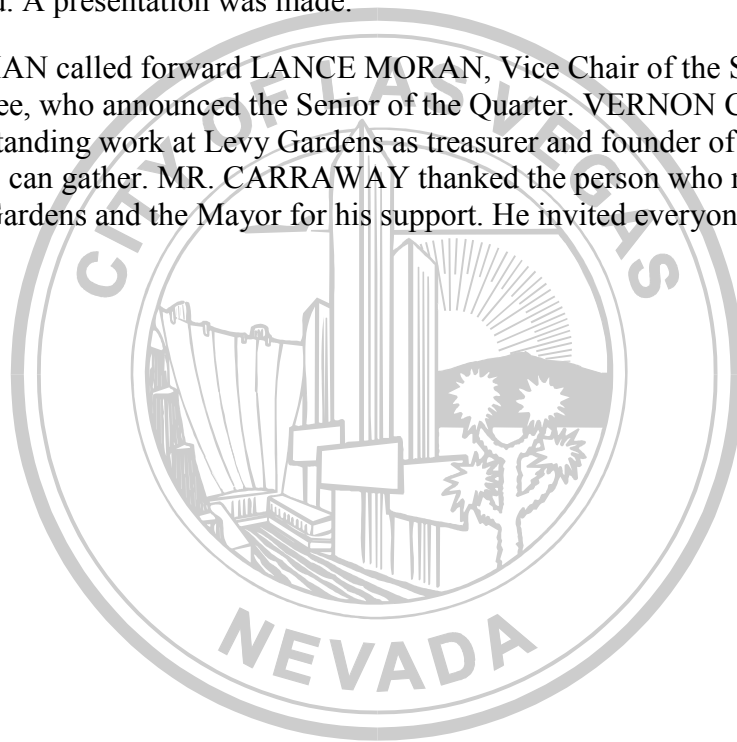 d. A presentation was made.
IAN called forward LANCE MORAN, Vice Chair of the S
ee, who announced the Senior of the Quarter. VERNON C
tanding work at Levy Gardens as treasurer and founder of
can gather. MR. CARRAWAY thanked the person who
Gardens and the Mayor for his support. He invited everyon
CITY OF LAS VEGAS
NEVADA